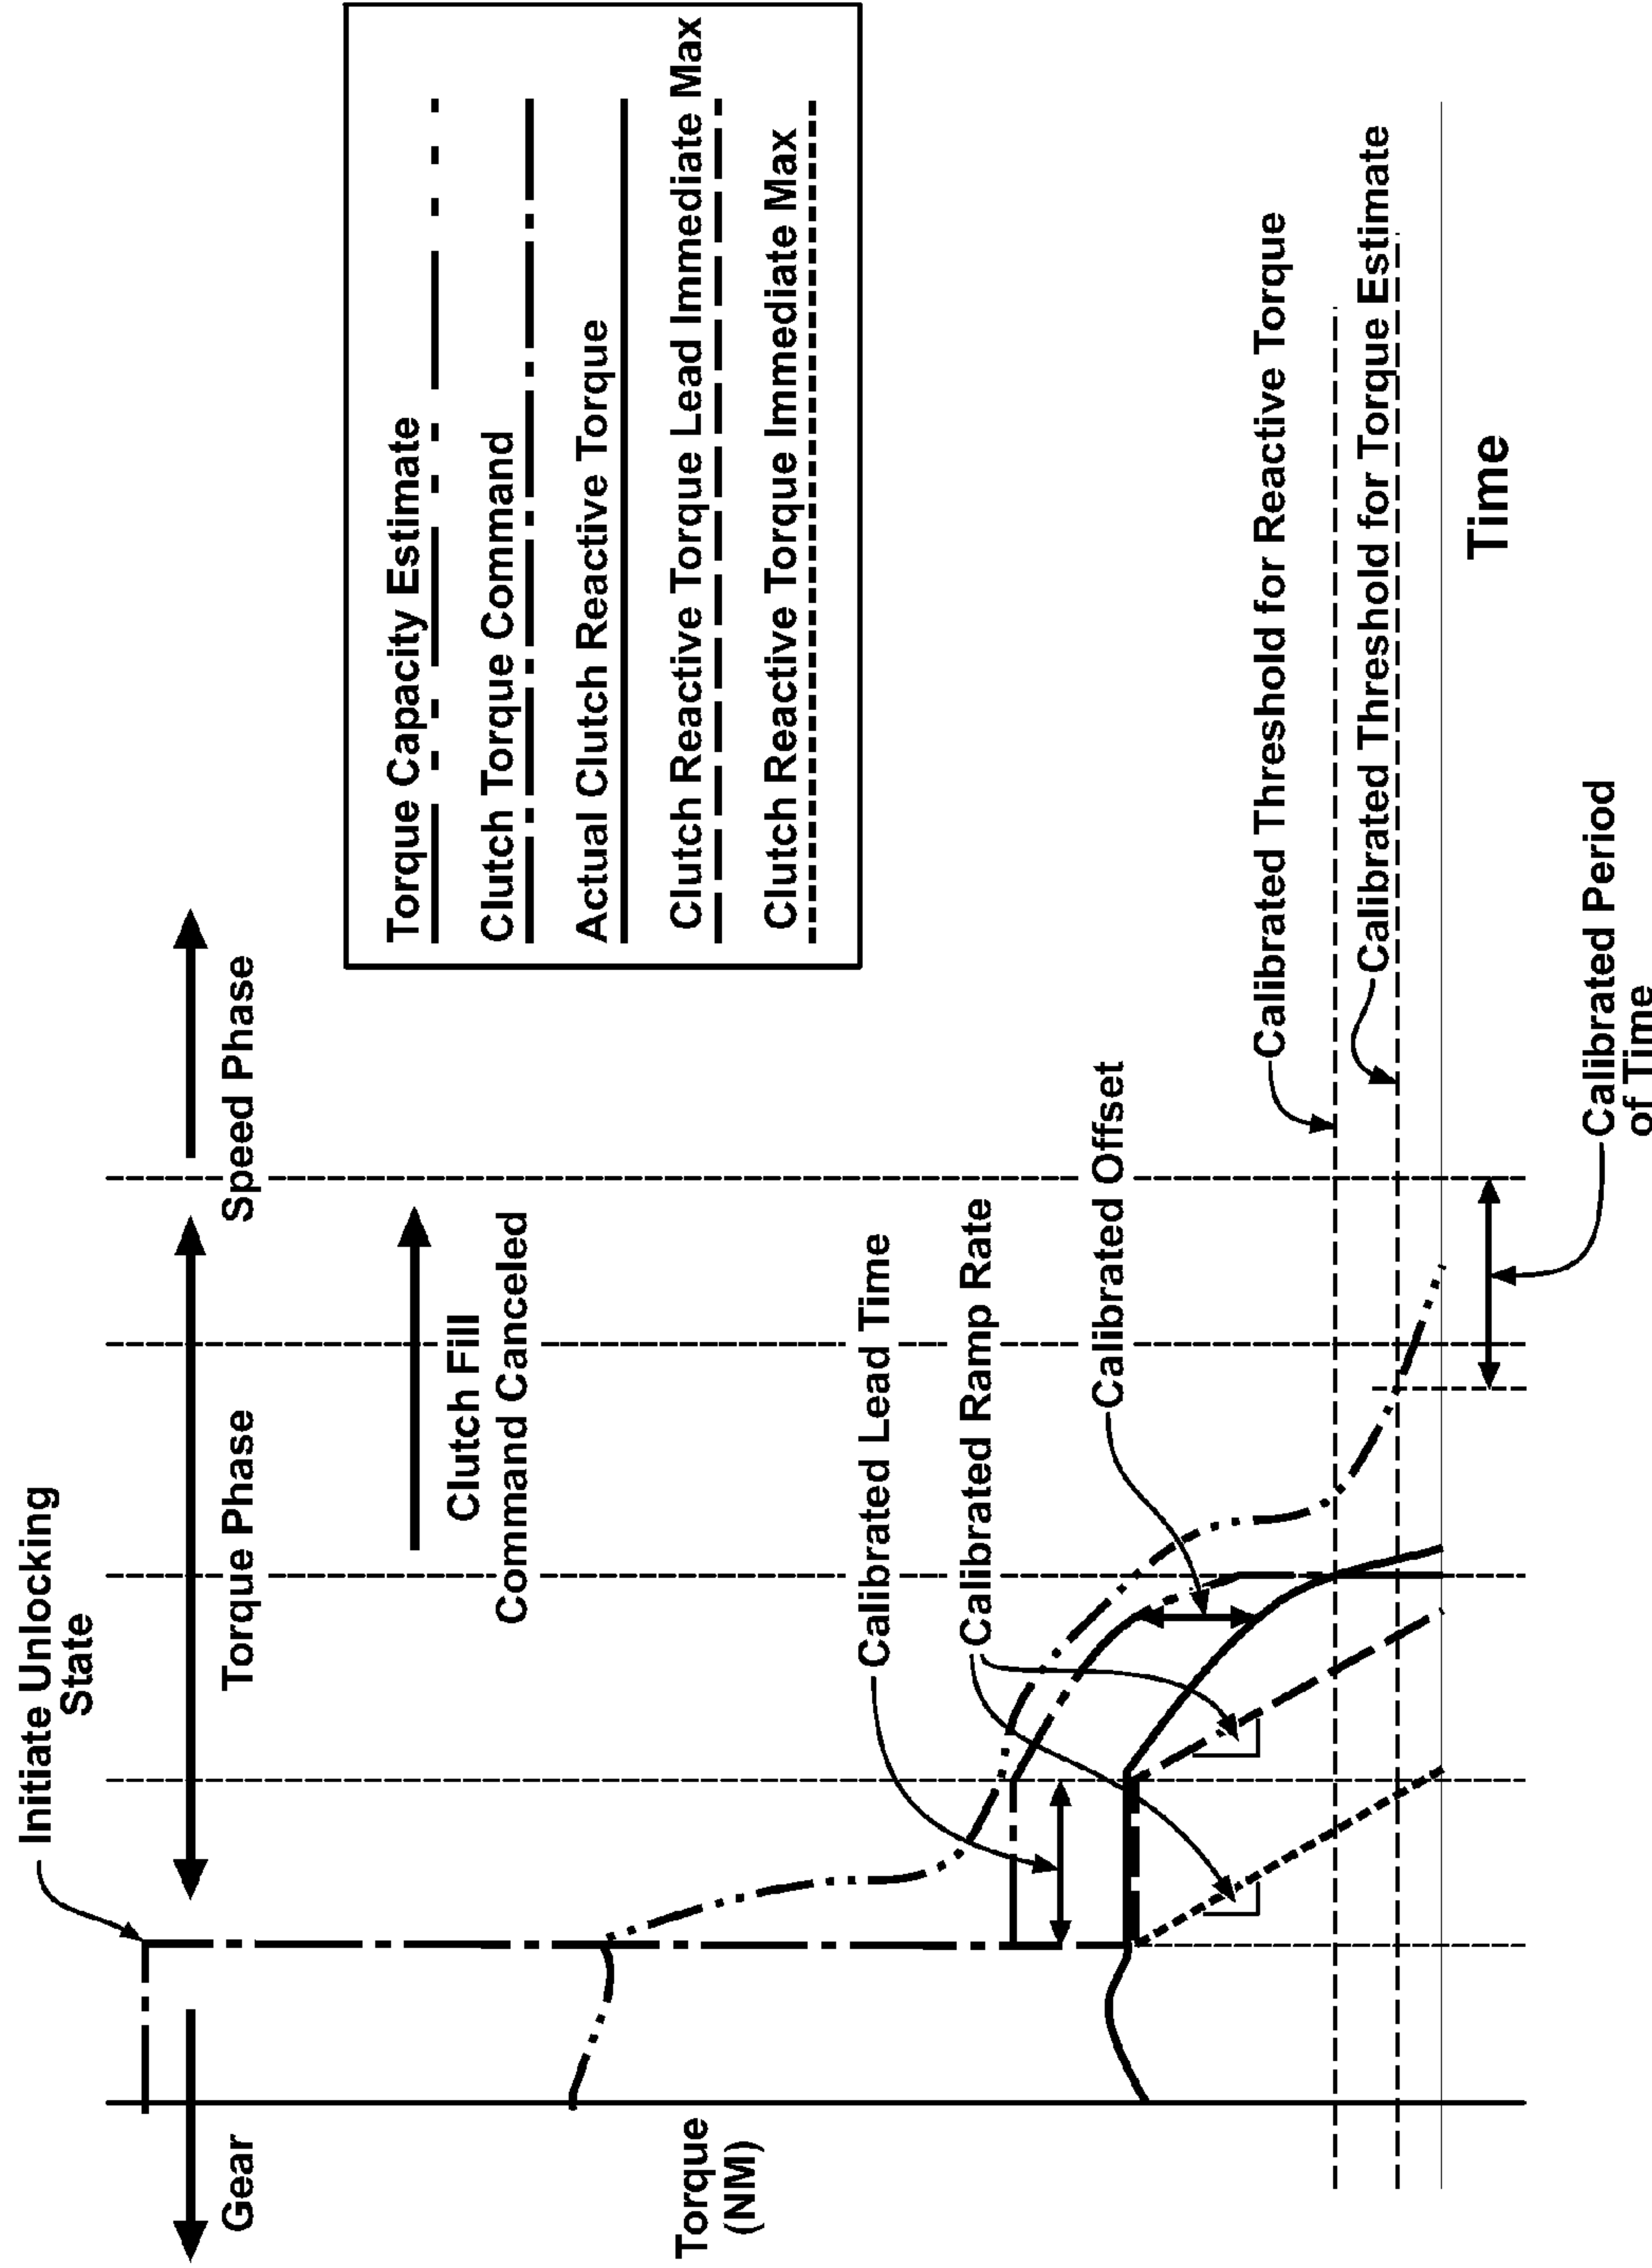 Initiate Unlocking
State
Gear
Torque Phase
Speed Phase
Clutch Fill
Command Canceled
Torque Capacity Estimate
Clutch Torque Command
Actual Clutch Reactive Torque
Clutch Reactive Torque Lead Immediate Max
Clutch Reactive Torque Immediate Max
Torque
(NM)
Calibrated Lead Time
Calibrated Ramp Rate
Calibrated Offset
Calibrated Threshold for Reactive Torque
Calibrated Threshold for Torque Estimate
Time
Calibrated Period
of Time